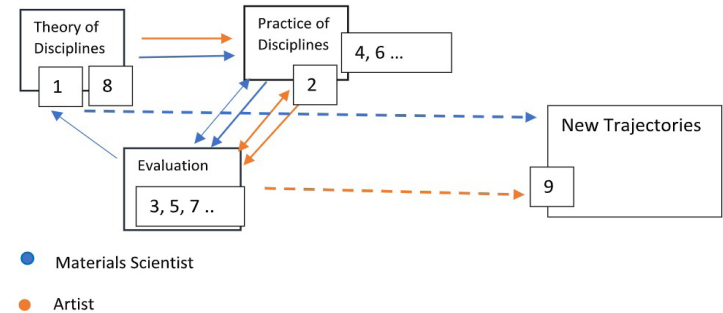 Theory of
Disciplines
1
8
Practice of
Disciplines
4, 6 ...
2
New Trajectories
9
Evaluation
3, 5, 7 ..
Materials Scientist
Artist